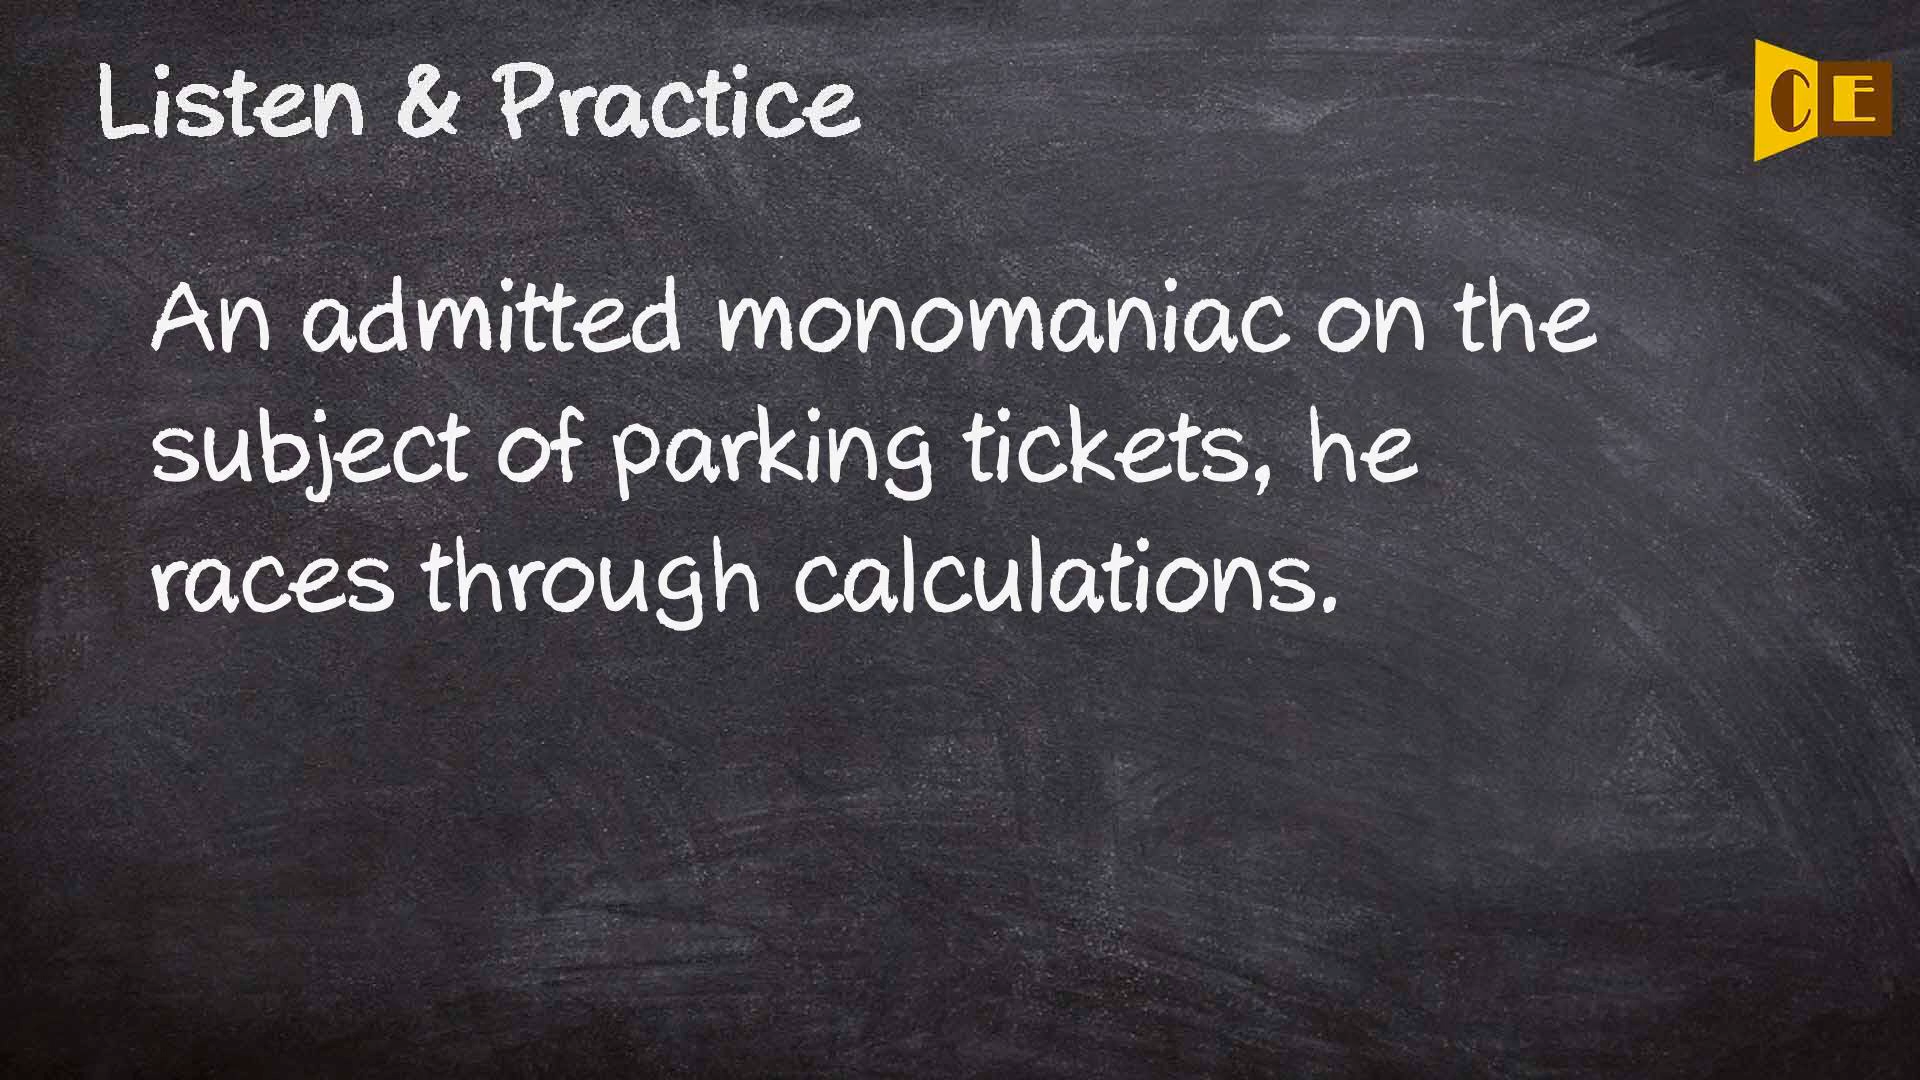 Listen & Practice
CE
An admitted monomaniac on the
subject of parking tickets, he
races through calculations.